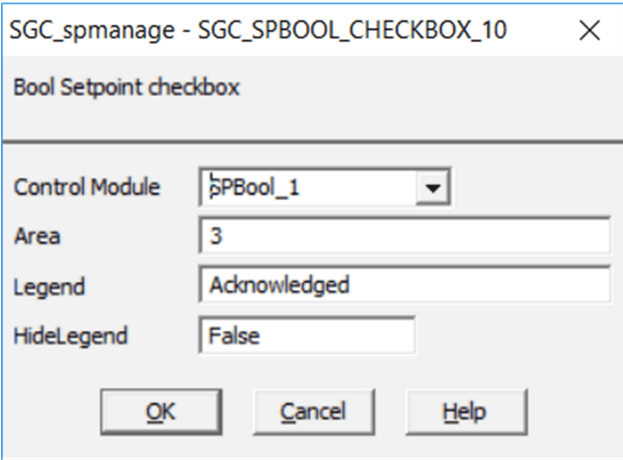 SGC_spmanage - SGC_SPBOOL_CHECKBOX_10
Bool Setpoint checkbox
Control Module SPBool_1
Area 3
Legend Acknowledged
HideLegend False
OK Cancel Help